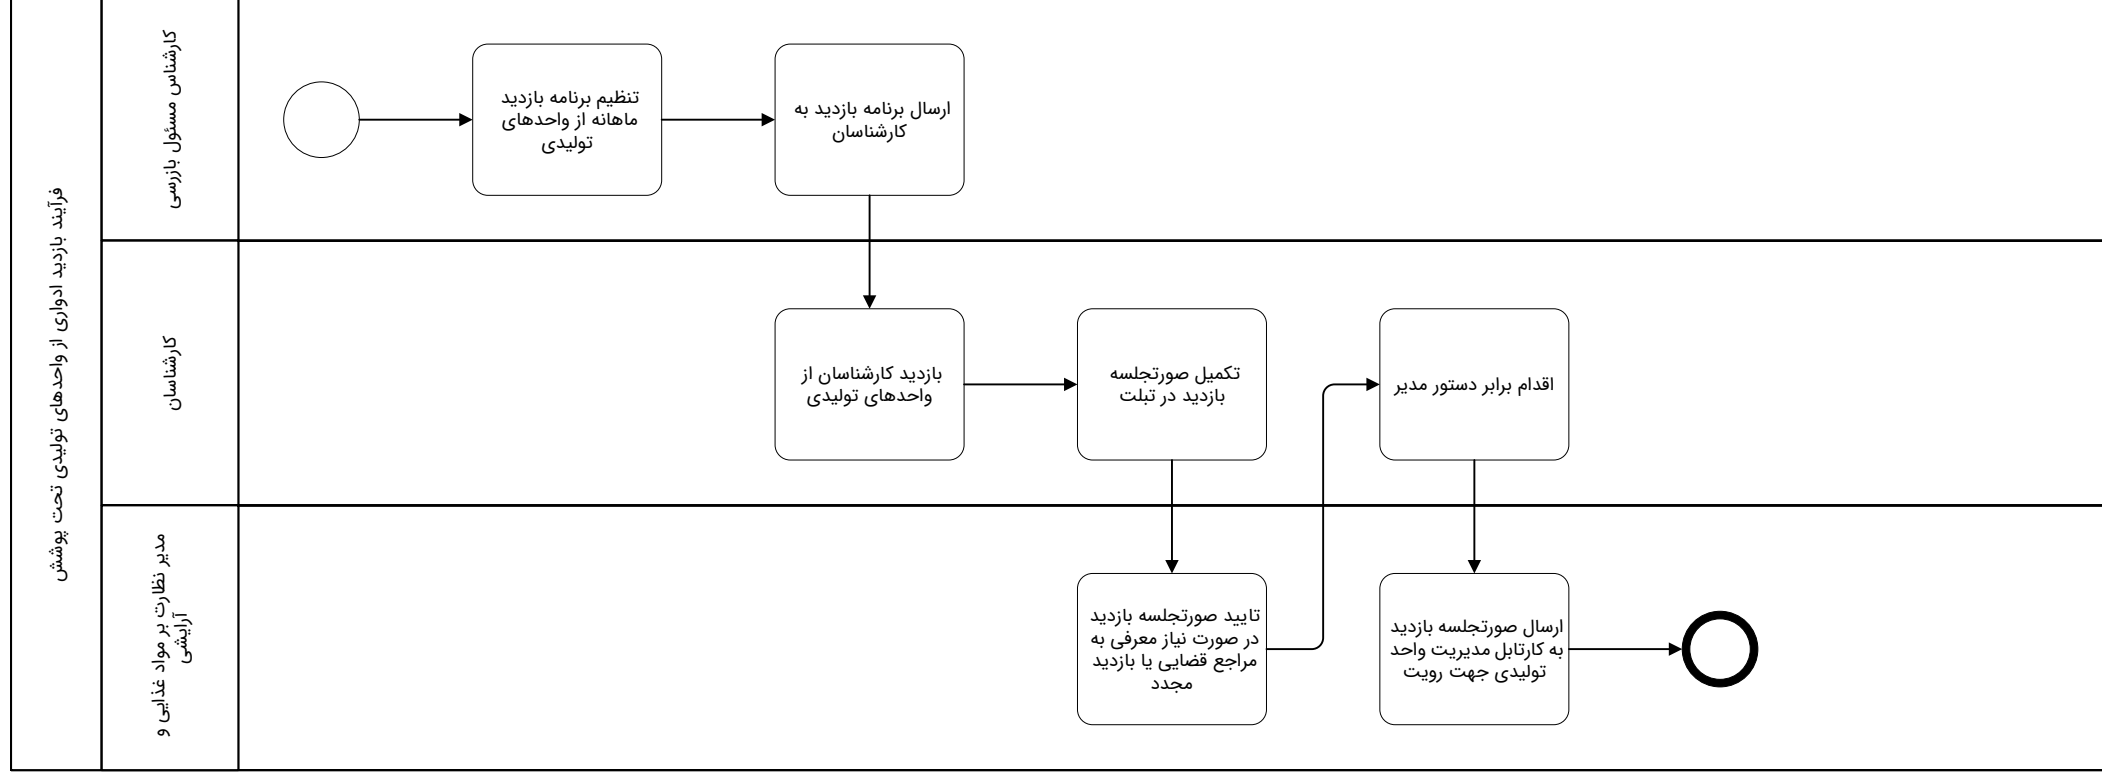 فرآیند بازدید ادواری از واحدهای تولیدی تحت پوشش
کارشناس مسئول بازرسی
تنظیم برنامه بازدید
ماهانه از واحدهای
تولیدی
ارسال برنامه بازدید به
کارشناسان
کارشناسان
بازدید کارشناسان از
واحدهای تولیدی
تکمیل صورتجلسه
بازدید در تبلت
اقدام برابر دستور مدیر
مدیر نظارت بر مواد غذایی و
آرایشی
تایید صورتجلسه بازدید
در صورت نیاز معرفی به
مراجع قضایی یا بازدید
مجدد
ارسال صورتجلسه بازدید
به کارتابل مدیریت واحد
تولیدی جهت رویت